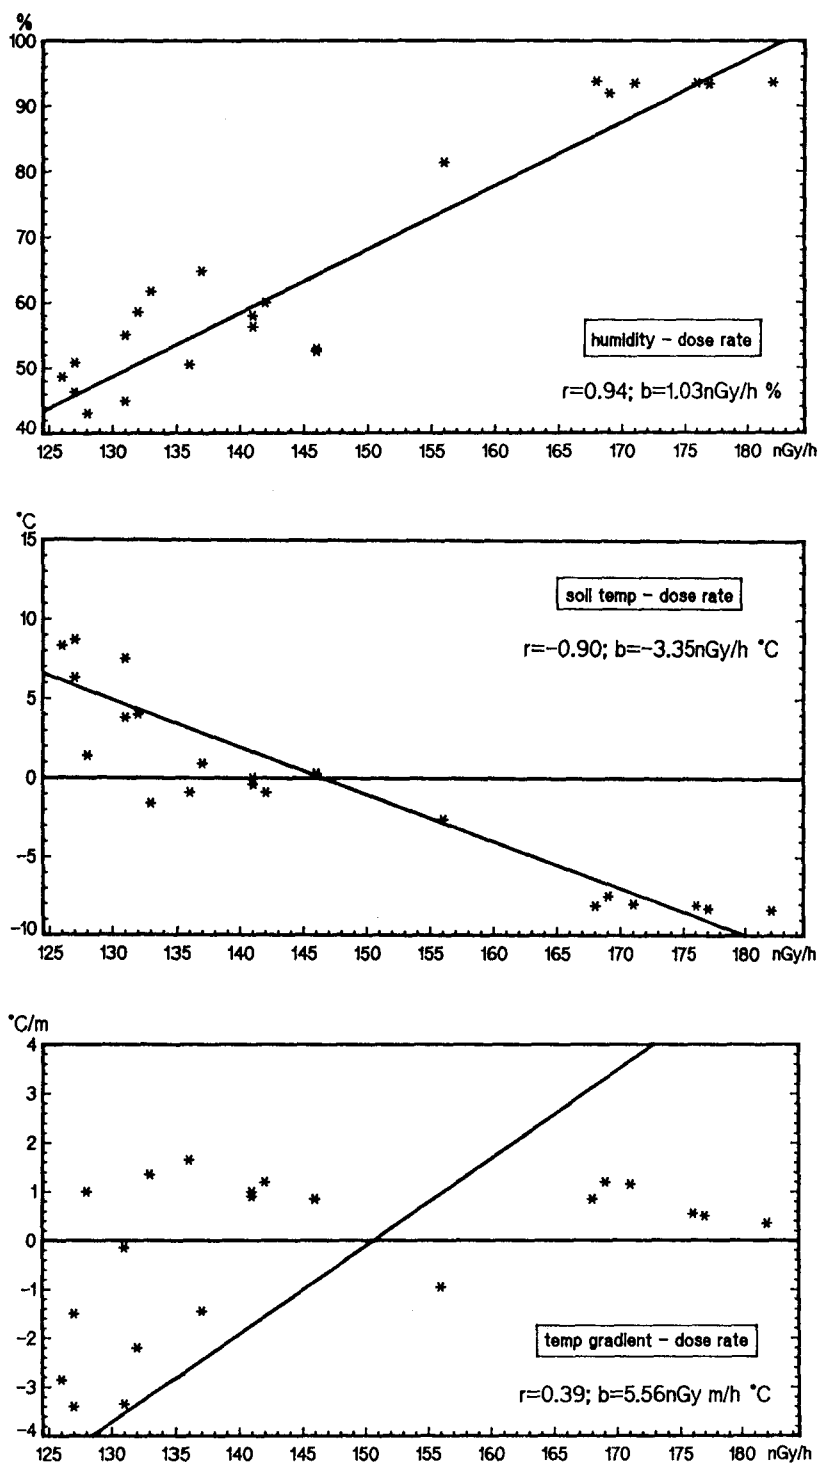 %
100
90
80
70
60
50
40
humidity – dose rate
r=0.94; b=1.03nGy/h %
125 130 135 140 145 150 155 160 165 170 175 180 nGy/h
°C
15
10
5
0
−5
−10
soil temp – dose rate
r=−0.90; b=−3.35nGy/h °C
125 130 135 140 145 150 155 160 165 170 175 180 nGy/h
°C/m
4
3
2
1
0
−1
−2
−3
−4
temp gradient – dose rate
r=0.39; b=5.56nGy m/h °C
125 130 135 140 145 150 155 160 165 170 175 180 nGy/h